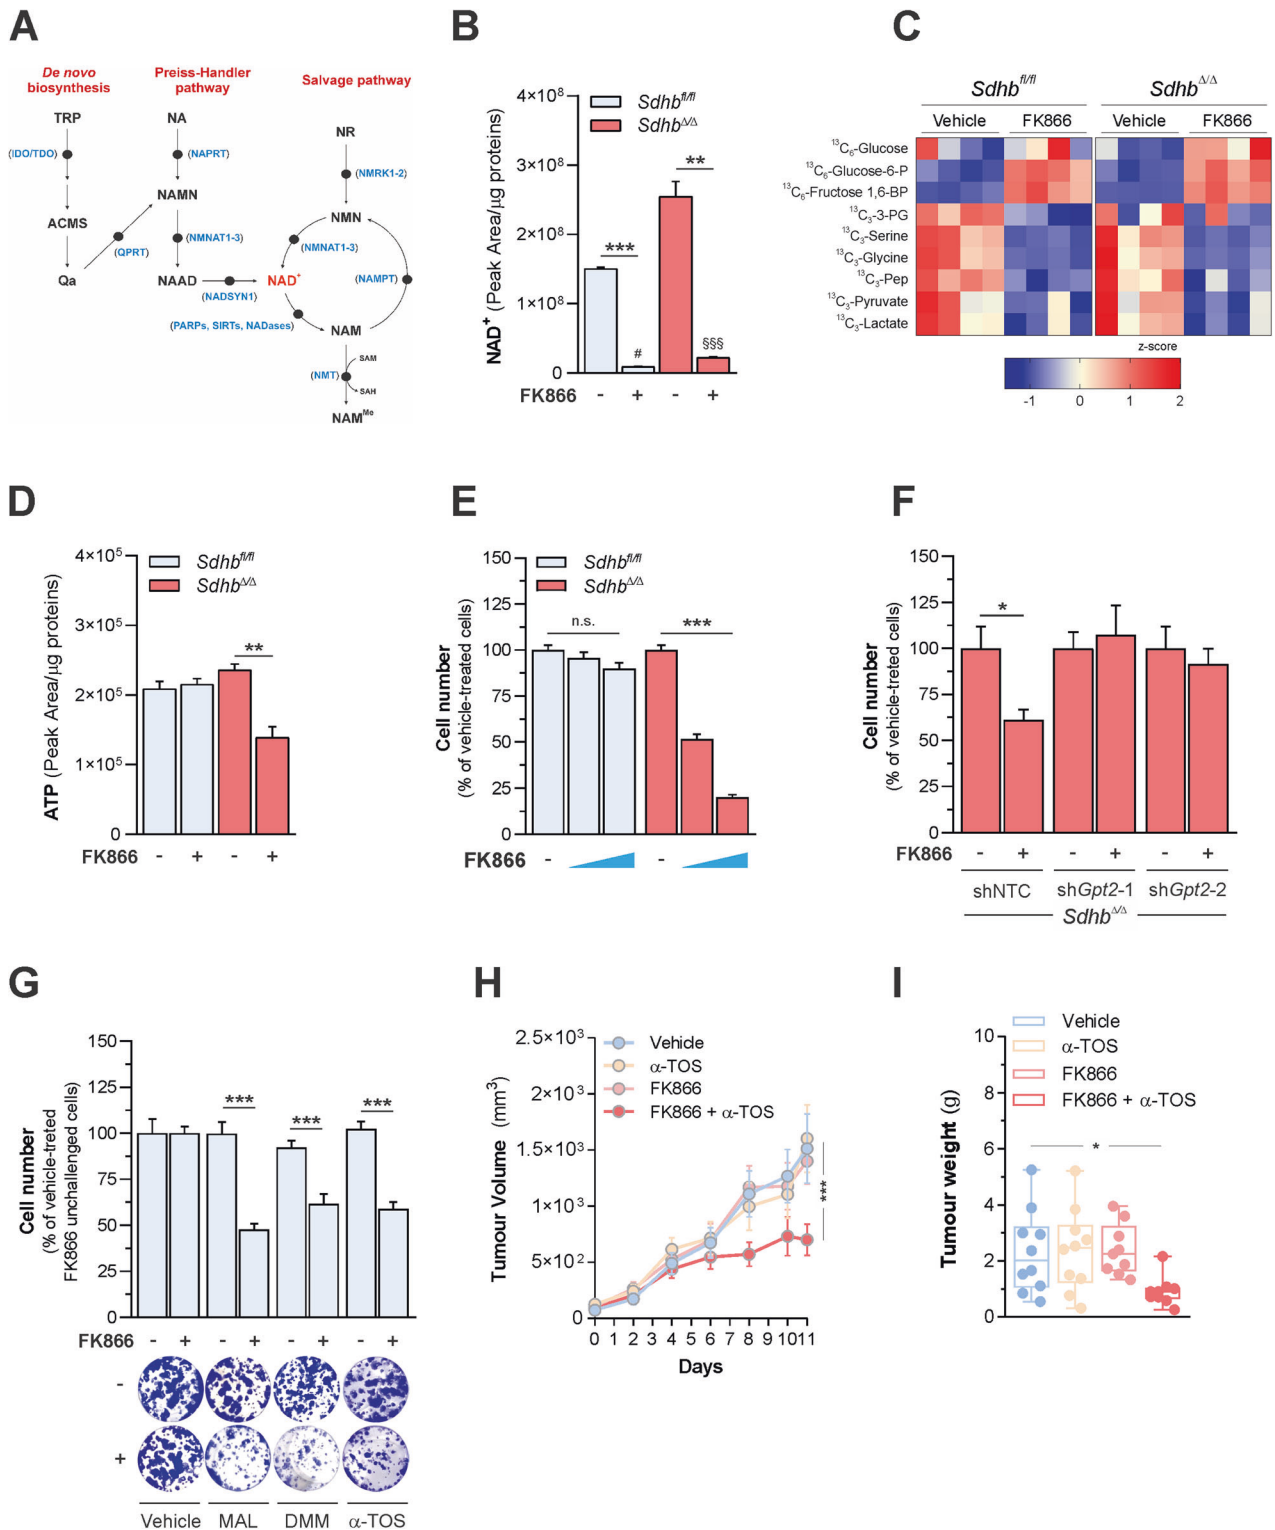 A
De novo
biosynthesis
Preiss-Handler
pathway
Salvage pathway
TRP
NA
NR
(IDO/TDO)
(NAPRT)
(NMRK1-2)
NAMN
NMN
ACMS
(QPRT)
(NMNAT1-3)
(NMNAT1-3)
(NAMPT)
Qa
NAAD
NAD+
(NADSYN1)
(PARPs, SIRTs, NADases)
NAM
SAM
(NMT)
SAH
NAMMe
B
Sdhbfl/fl
SdhbΔ/Δ
NAD+ (Peak Area/µg proteins)
4×10⁸
3×10⁸
2×10⁸
1×10⁸
0
***
#
**
§§§
FK866 - + - +
C
Sdhbfl/fl SdhbΔ/Δ
Vehicle FK866 Vehicle FK866
¹³C₆-Glucose
¹³C₆-Glucose-6-P
¹³C₆-Fructose 1,6-BP
¹³C₃-3-PG
¹³C₃-Serine
¹³C₃-Glycine
¹³C₃-Pep
¹³C₃-Pyruvate
¹³C₃-Lactate
z-score
-1 0 1 2
D
Sdhbfl/fl
SdhbΔ/Δ
ATP (Peak Area/µg proteins)
4×10⁵
3×10⁵
2×10⁵
1×10⁵
0
**
FK866 - + - +
E
Sdhbfl/fl
SdhbΔ/Δ
Cell number
(% of vehicle-treated cells)
150
125
100
75
50
25
0
n.s.
***
FK866 - -
F
Cell number
(% of vehicle-treted cells)
150
125
100
75
50
25
0
*
FK866 - + - + - +
shNTC shGpt2-1 shGpt2-2
SdhbΔ/Δ
G
Cell number
(% of vehicle-treted
FK866 unchallenged cells)
150
125
100
75
50
25
0
*** *** ***
FK866 - + - + - + - +
-
+
Vehicle MAL DMM α-TOS
H
Vehicle
α-TOS
FK866
FK866 + α-TOS
Tumour Volume (mm³)
2.5×10³
2×10³
1.5×10³
1×10³
5×10²
0
***
0 1 2 3 4 5 6 7 8 9 10 11
Days
I
Vehicle
α-TOS
FK866
FK866 + α-TOS
Tumour weight (g)
10
8
6
4
2
0
*